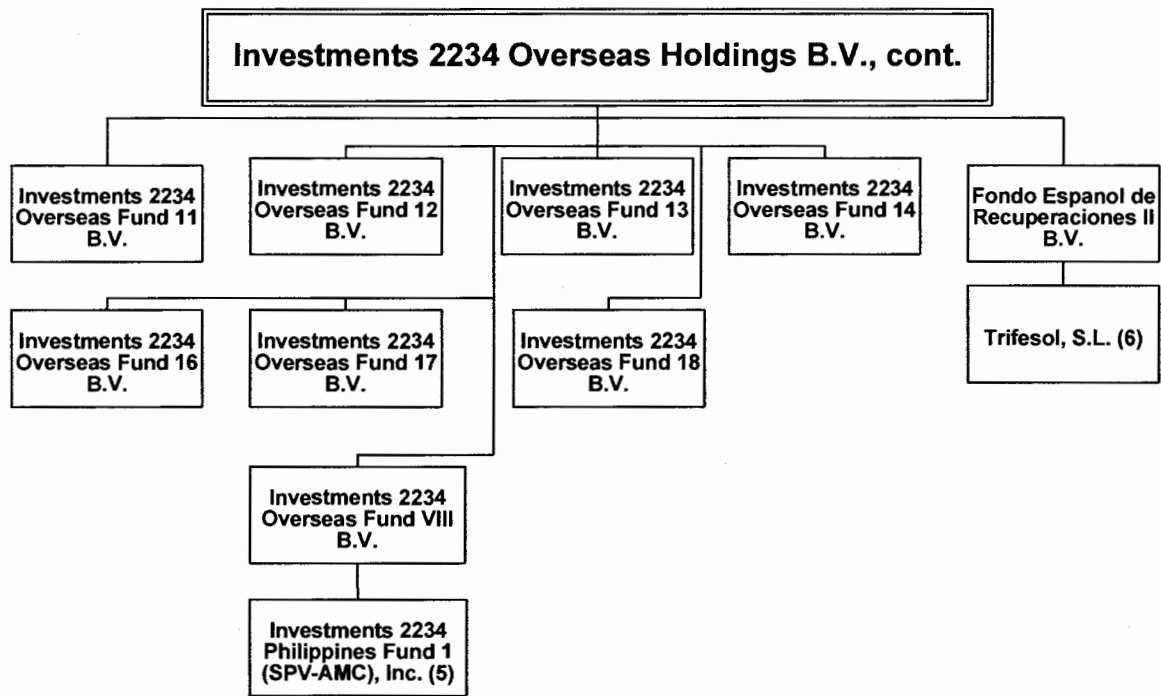 Investments 2234 Overseas Holdings B.V., cont.
Investments 2234
Overseas Fund 11
B.V.
Investments 2234
Overseas Fund 12
B.V.
Investments 2234
Overseas Fund 13
B.V.
Investments 2234
Overseas Fund 14
B.V.
Fondo Espanol de
Recuperaciones II
B.V.
Investments 2234
Overseas Fund 16
B.V.
Investments 2234
Overseas Fund 17
B.V.
Investments 2234
Overseas Fund 18
B.V.
Trifesol, S.L. (6)
Investments 2234
Overseas Fund VIII
B.V.
Investments 2234
Philippines Fund 1
(SPV-AMC), Inc. (5)